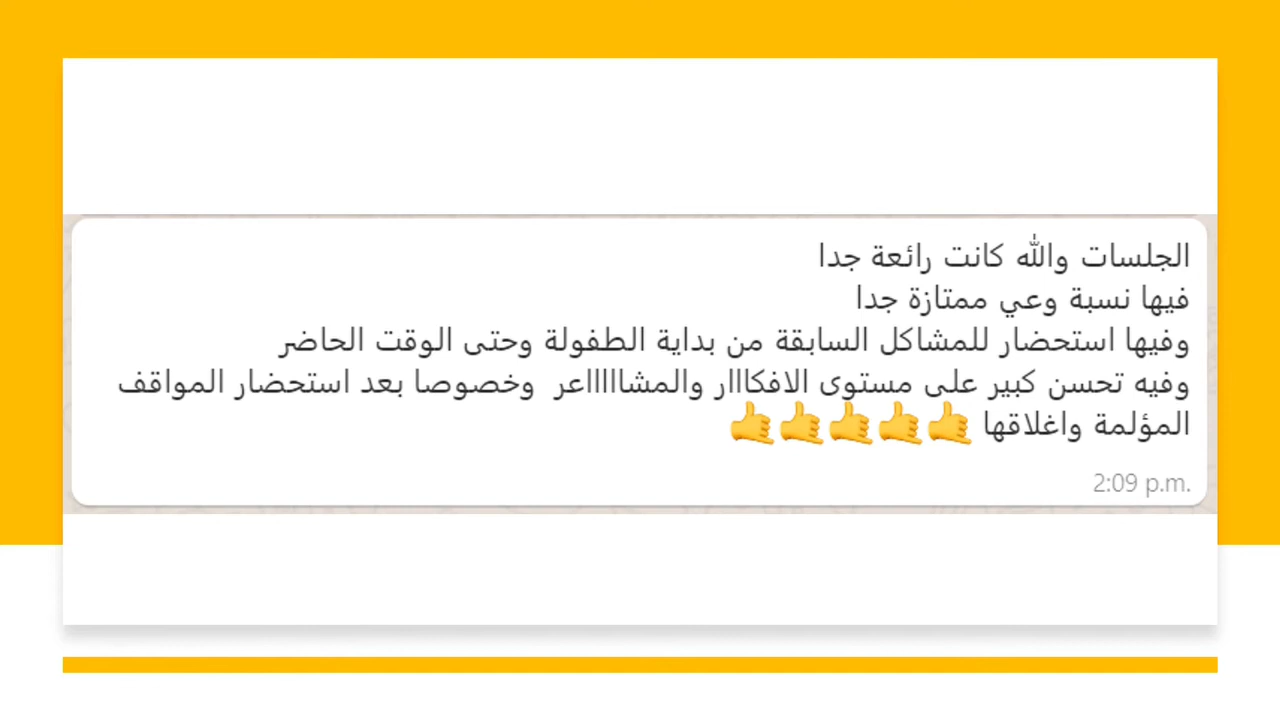 الجلسات والله كانت رائعة جدا
فيها نسبة وعي ممتازة جدا
وفيها استحضار للمشاكل السابقة من بداية الطفولة وحتى الوقت الحاضر
وفيه تحسن كبير على مستوى الافكاااار والمشااااااعر وخصوصا بعد استحضار المواقف
المؤلمة واغلاقها 🤙🤙🤙🤙🤙
2:09 p.m.